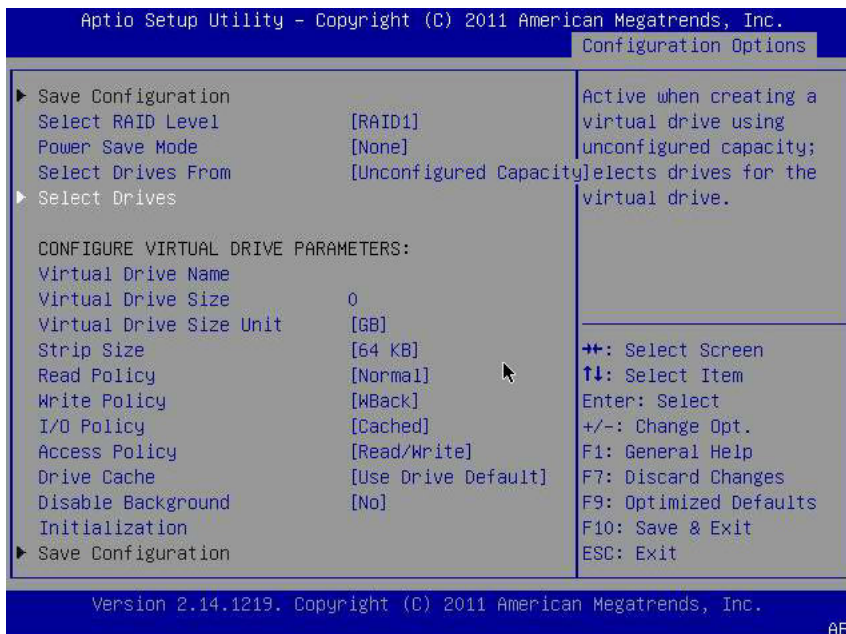 Aptio Setup Utility – Copyright (C) 2011 American Megatrends, Inc.
Configuration Options
Save Configuration
Select RAID Level [RAID1]
Power Save Mode [None]
Select Drives From [Unconfigured Capacity]
Select Drives
CONFIGURE VIRTUAL DRIVE PARAMETERS:
Virtual Drive Name
Virtual Drive Size 0
Virtual Drive Size Unit [GB]
Strip Size [64 KB]
Read Policy [Normal]
Write Policy [WBack]
I/O Policy [Cached]
Access Policy [Read/Write]
Drive Cache [Use Drive Default]
Disable Background [No]
Initialization
Save Configuration
Active when creating a
virtual drive using
unconfigured capacity;
elects drives for the
virtual drive.
→←: Select Screen
↑↓: Select Item
Enter: Select
+/-: Change Opt.
F1: General Help
F7: Discard Changes
F9: Optimized Defaults
F10: Save & Exit
ESC: Exit
Version 2.14.1219. Copyright (C) 2011 American Megatrends, Inc.